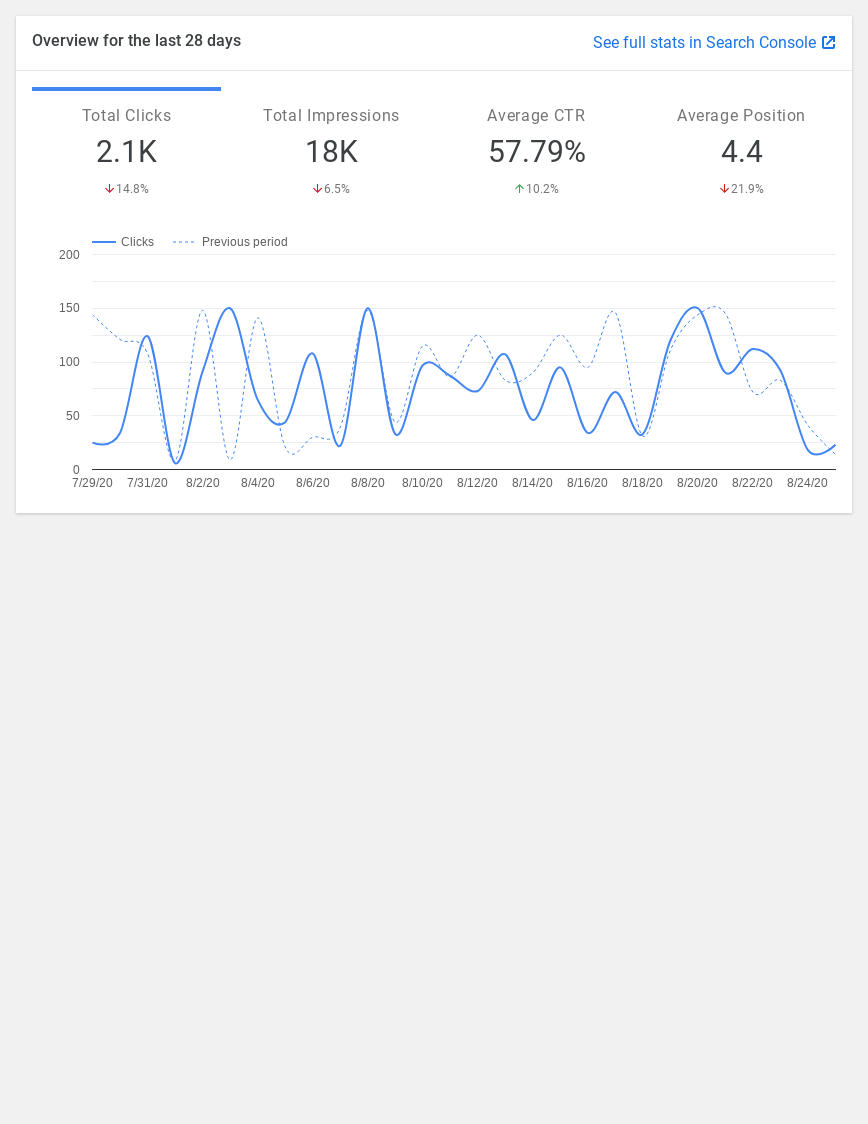 Overview for the last 28 days
See full stats in Search Console
Total Clicks
2.1K
14.8%
Total Impressions
18K
6.5%
Average CTR
57.79%
10.2%
Average Position
4.4
21.9%
Clicks
Previous period
200
150
100
50
0
7/29/20 7/31/20 8/2/20 8/4/20 8/6/20 8/8/20 8/10/20 8/12/20 8/14/20 8/16/20 8/18/20 8/20/20 8/22/20 8/24/20